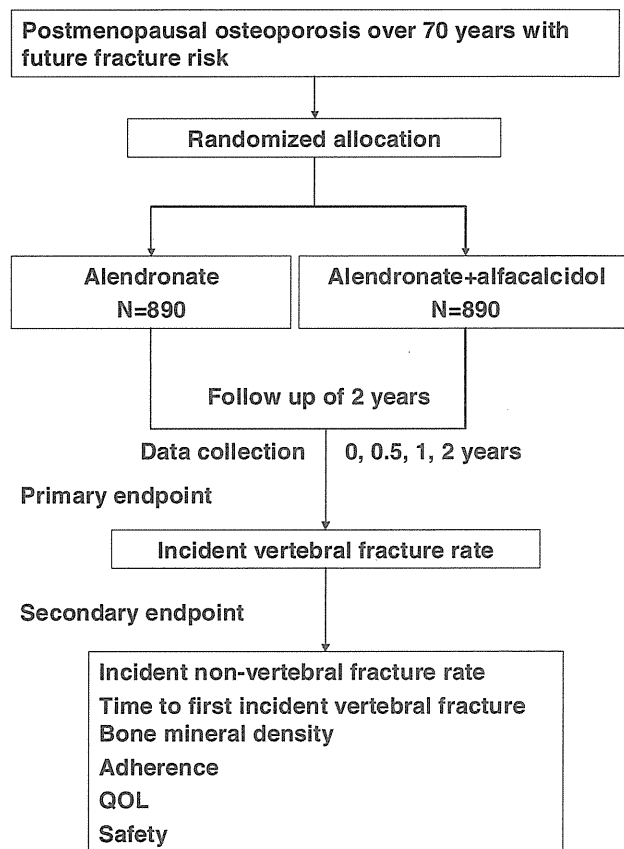 Postmenopausal osteoporosis over 70 years with
future fracture risk
Randomized allocation
Alendronate
N=890
Alendronate+alfacalcidol
N=890
Follow up of 2 years
Data collection
0, 0.5, 1, 2 years
Primary endpoint
Incident vertebral fracture rate
Secondary endpoint
Incident non-vertebral fracture rate
Time to first incident vertebral fracture
Bone mineral density
Adherence
QOL
Safety